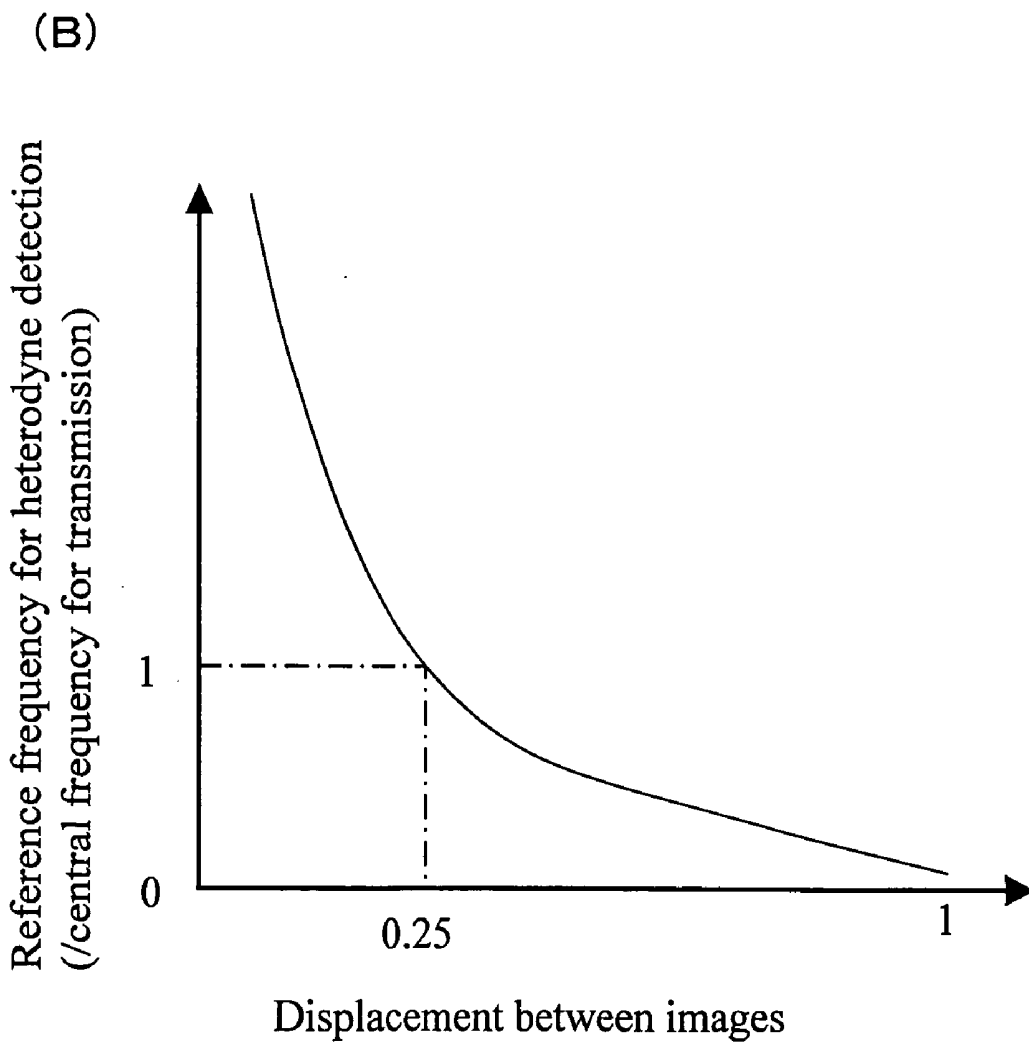 (B)
Reference frequency for heterodyne detection
(/central frequency for transmission)
1
0
0.25
1
Displacement between images